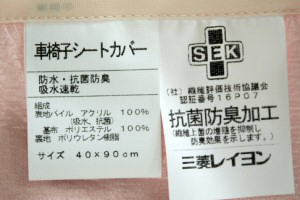 車椅子シートカバー
防水・抗菌防臭
吸水速乾
組成
表地パイル アクリル 100%
(吸水、抗菌)
基布 ポリエステル 100%
裏地 ポリウレタン樹脂
サイズ 40×90cm
SEK
(社)繊維評価技術協議会
認証番号16P07
抗菌防臭加工
(繊維上菌の増殖を抑制し
防臭効果を示します。)
三菱レイヨン